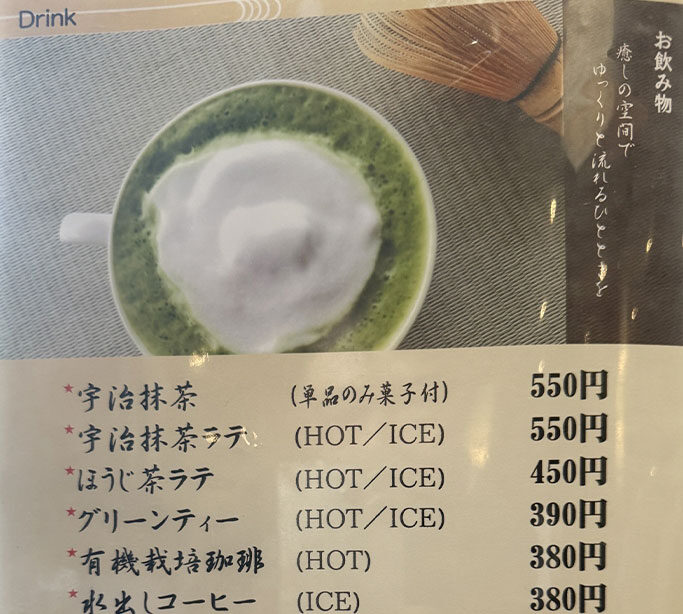 Drink
お飲み物
癒しの空間で
ゆっくりと流れるひとときを
★宇治抹茶 (単品のみ菓子付) 550円
★宇治抹茶ラテ (HOT／ICE) 550円
★ほうじ茶ラテ (HOT／ICE) 450円
★グリーンティー (HOT／ICE) 390円
★有機栽培珈琲 (HOT) 380円
★水出しコーヒー (ICE) 380円